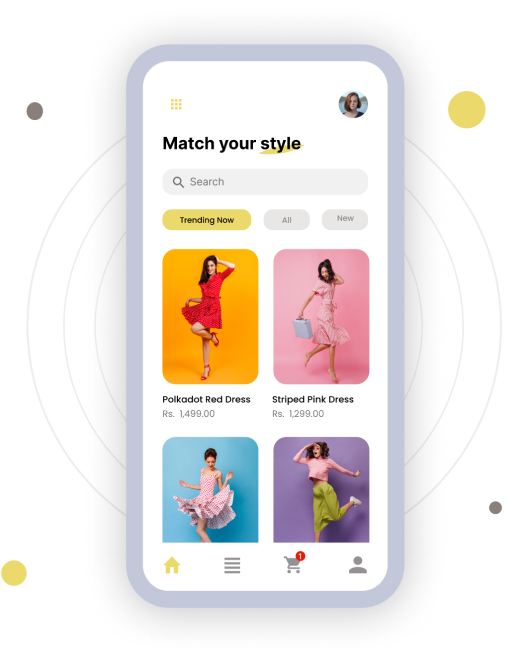 Match your style
Search
Trending Now
All
New
Polkadot Red Dress
Striped Pink Dress
Rs. 1,499.00
Rs. 1,299.00
1